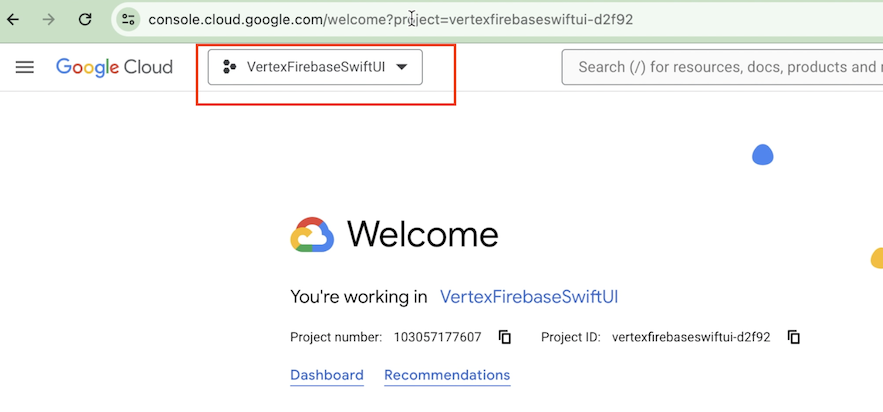 console.cloud.google.com/welcome?project=vertexfirebaseswiftui-d2f92
Google Cloud VertexFirebaseSwiftUI Search (/) for resources, docs, products and
Welcome
You're working in VertexFirebaseSwiftUI
Project number: 103057177607 Project ID: vertexfirebaseswiftui-d2f92
Dashboard Recommendations